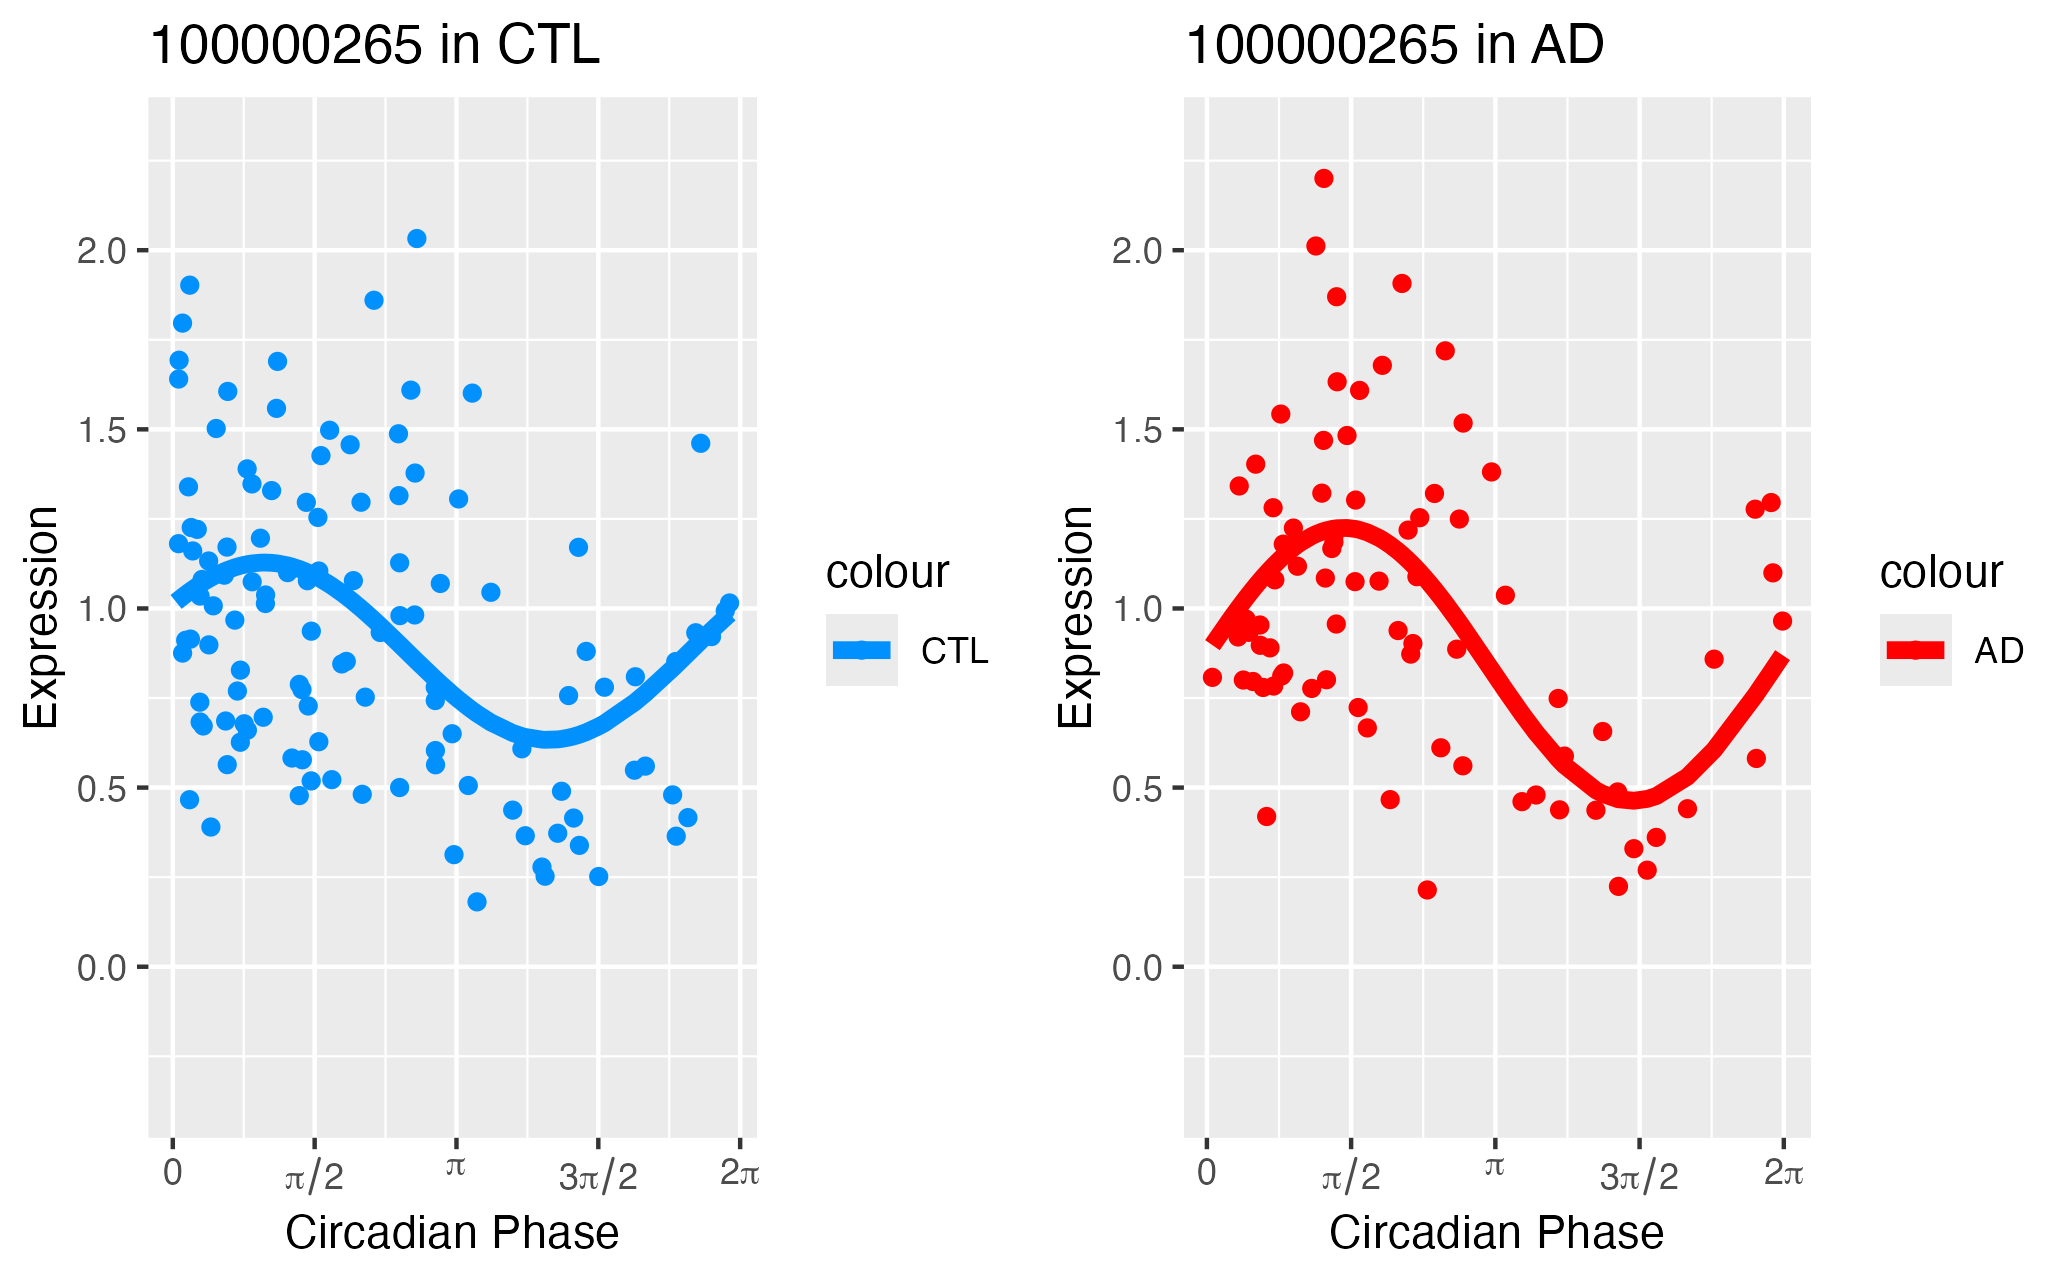 100000265 in CTL
Expression
2.0
1.5
1.0
0.5
0.0
0 π/2 π 3π/2 2π
Circadian Phase
colour
CTL
100000265 in AD
Expression
2.0
1.5
1.0
0.5
0.0
0 π/2 π 3π/2 2π
Circadian Phase
colour
AD